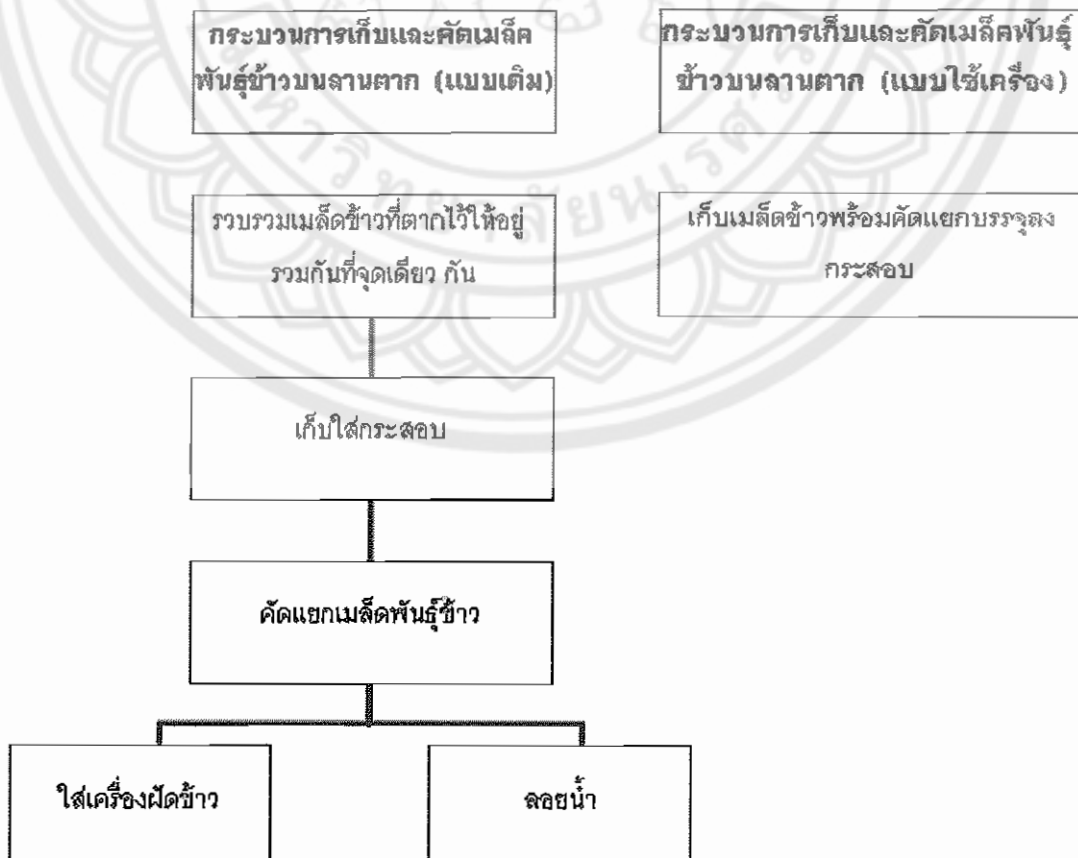 กระบวนการเก็บและคัดเมล็ด
พันธุ์ข้าวบนลานตาก (แบบเดิม)
กระบวนการเก็บและคัดเมล็ดพันธุ์
ข้าวบนลานตาก (แบบใช้เครื่อง)
รวบรวมเมล็ดข้าวที่ตากไว้ให้อยู่
รวมกันที่จุดเดียว กัน
เก็บเมล็ดข้าวพร้อมคัดแยกบรรจุลง
กระสอบ
เก็บใส่กระสอบ
คัดแยกเมล็ดพันธุ์ข้าว
ใส่เครื่องฝัดข้าว
ลอยน้ำ